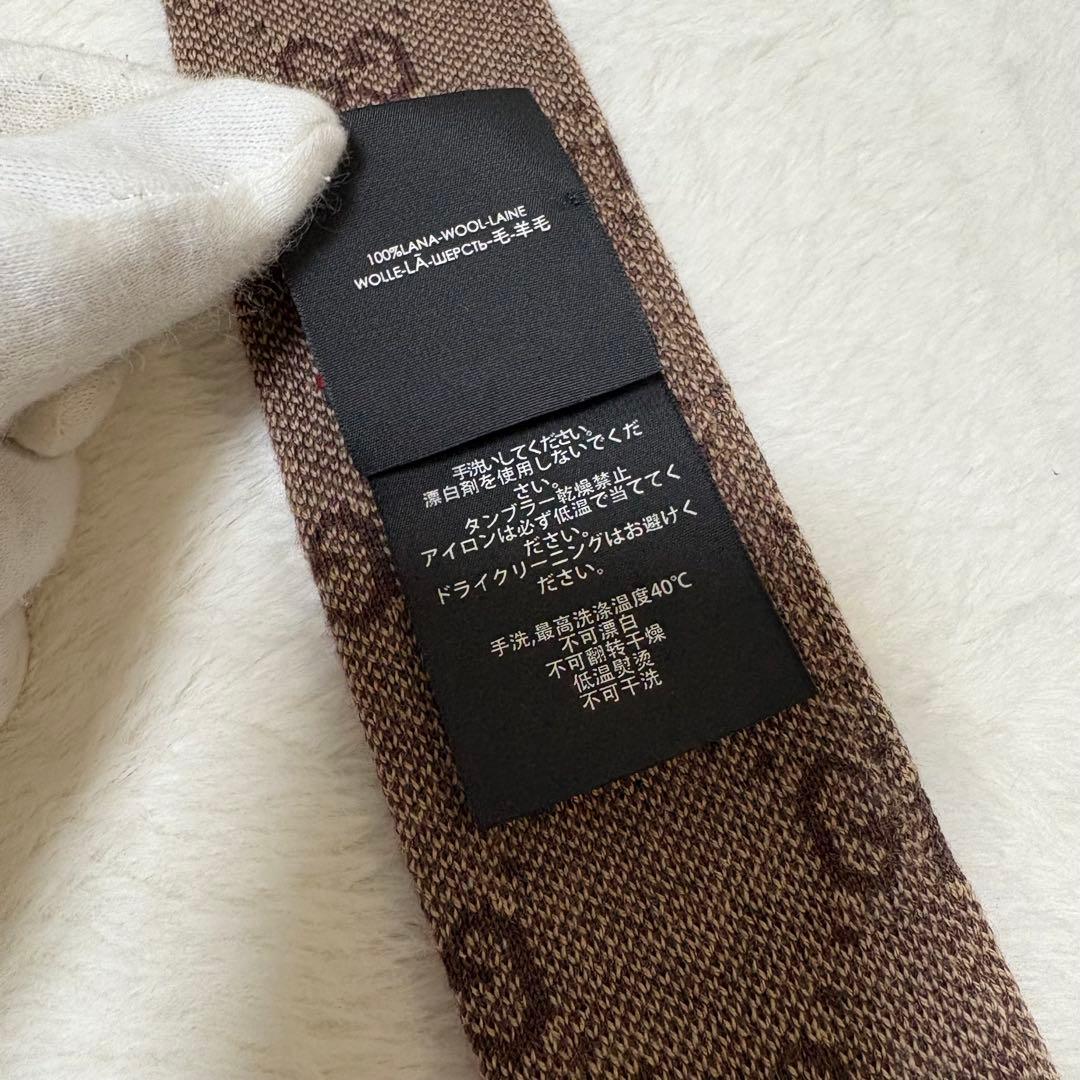 100%LANA-WOOL-LAINE
WOLLE-LÃ-ШЕРСТЬ-毛-羊毛
手洗いしてください。
漂白剤を使用しないでくだ
さい。
タンブラー乾燥禁止
アイロンは必ず低温で当ててく
ださい。
ドライクリーニングはお避けく
ださい。
手洗,最高洗涤温度40℃
不可漂白
不可翻转干燥
低温熨烫
不可干洗